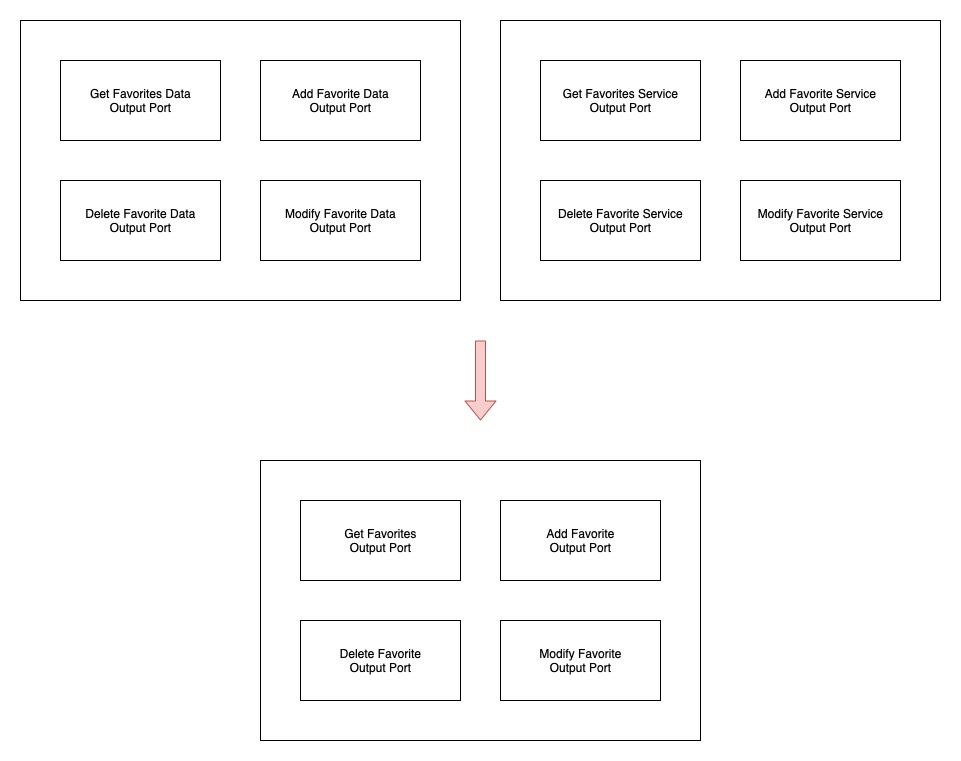 Get Favorites Data
Output Port
Add Favorite Data
Output Port
Delete Favorite Data
Output Port
Modify Favorite Data
Output Port
Get Favorites Service
Output Port
Add Favorite Service
Output Port
Delete Favorite Service
Output Port
Modify Favorite Service
Output Port
Get Favorites
Output Port
Add Favorite
Output Port
Delete Favorite
Output Port
Modify Favorite
Output Port